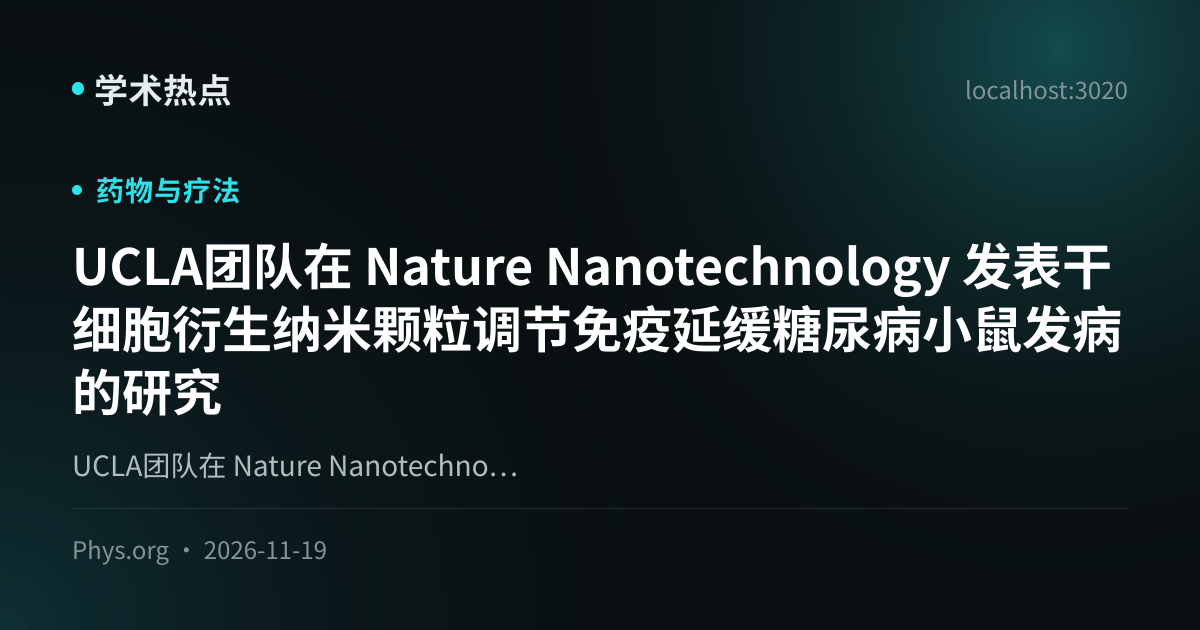 学术热点
localhost:3020
药物与疗法
UCLA团队在 Nature Nanotechnology 发表干
细胞衍生纳米颗粒调节免疫延缓糖尿病小鼠发病
的研究
UCLA团队在 Nature Nanotechno…
Phys.org · 2026-11-19